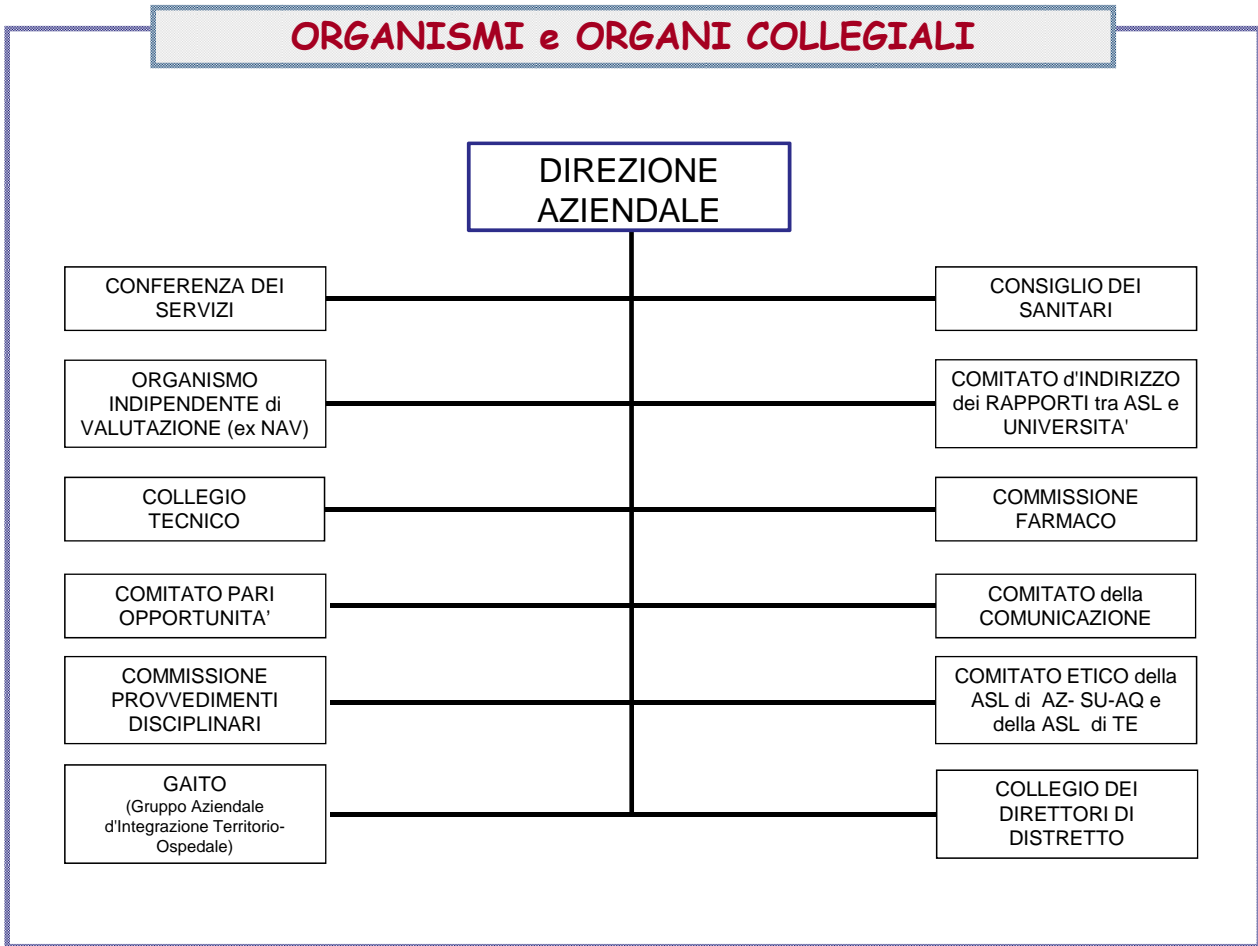 ORGANISMI e ORGANI COLLEGIALI
DIREZIONE
AZIENDALE
CONFERENZA DEI
SERVIZI
CONSIGLIO DEI
SANITARI
ORGANISMO
INDIPENDENTE di
VALUTAZIONE (ex NAV)
COMITATO d'INDIRIZZO
dei RAPPORTI tra ASL e
UNIVERSITA'
COLLEGIO
TECNICO
COMMISSIONE
FARMACO
COMITATO PARI
OPPORTUNITA’
COMITATO della
COMUNICAZIONE
COMMISSIONE
PROVVEDIMENTI
DISCIPLINARI
COMITATO ETICO della
ASL di AZ- SU-AQ e
della ASL di TE
GAITO
(Gruppo Aziendale
d'Integrazione Territorio-
Ospedale)
COLLEGIO DEI
DIRETTORI DI
DISTRETTO